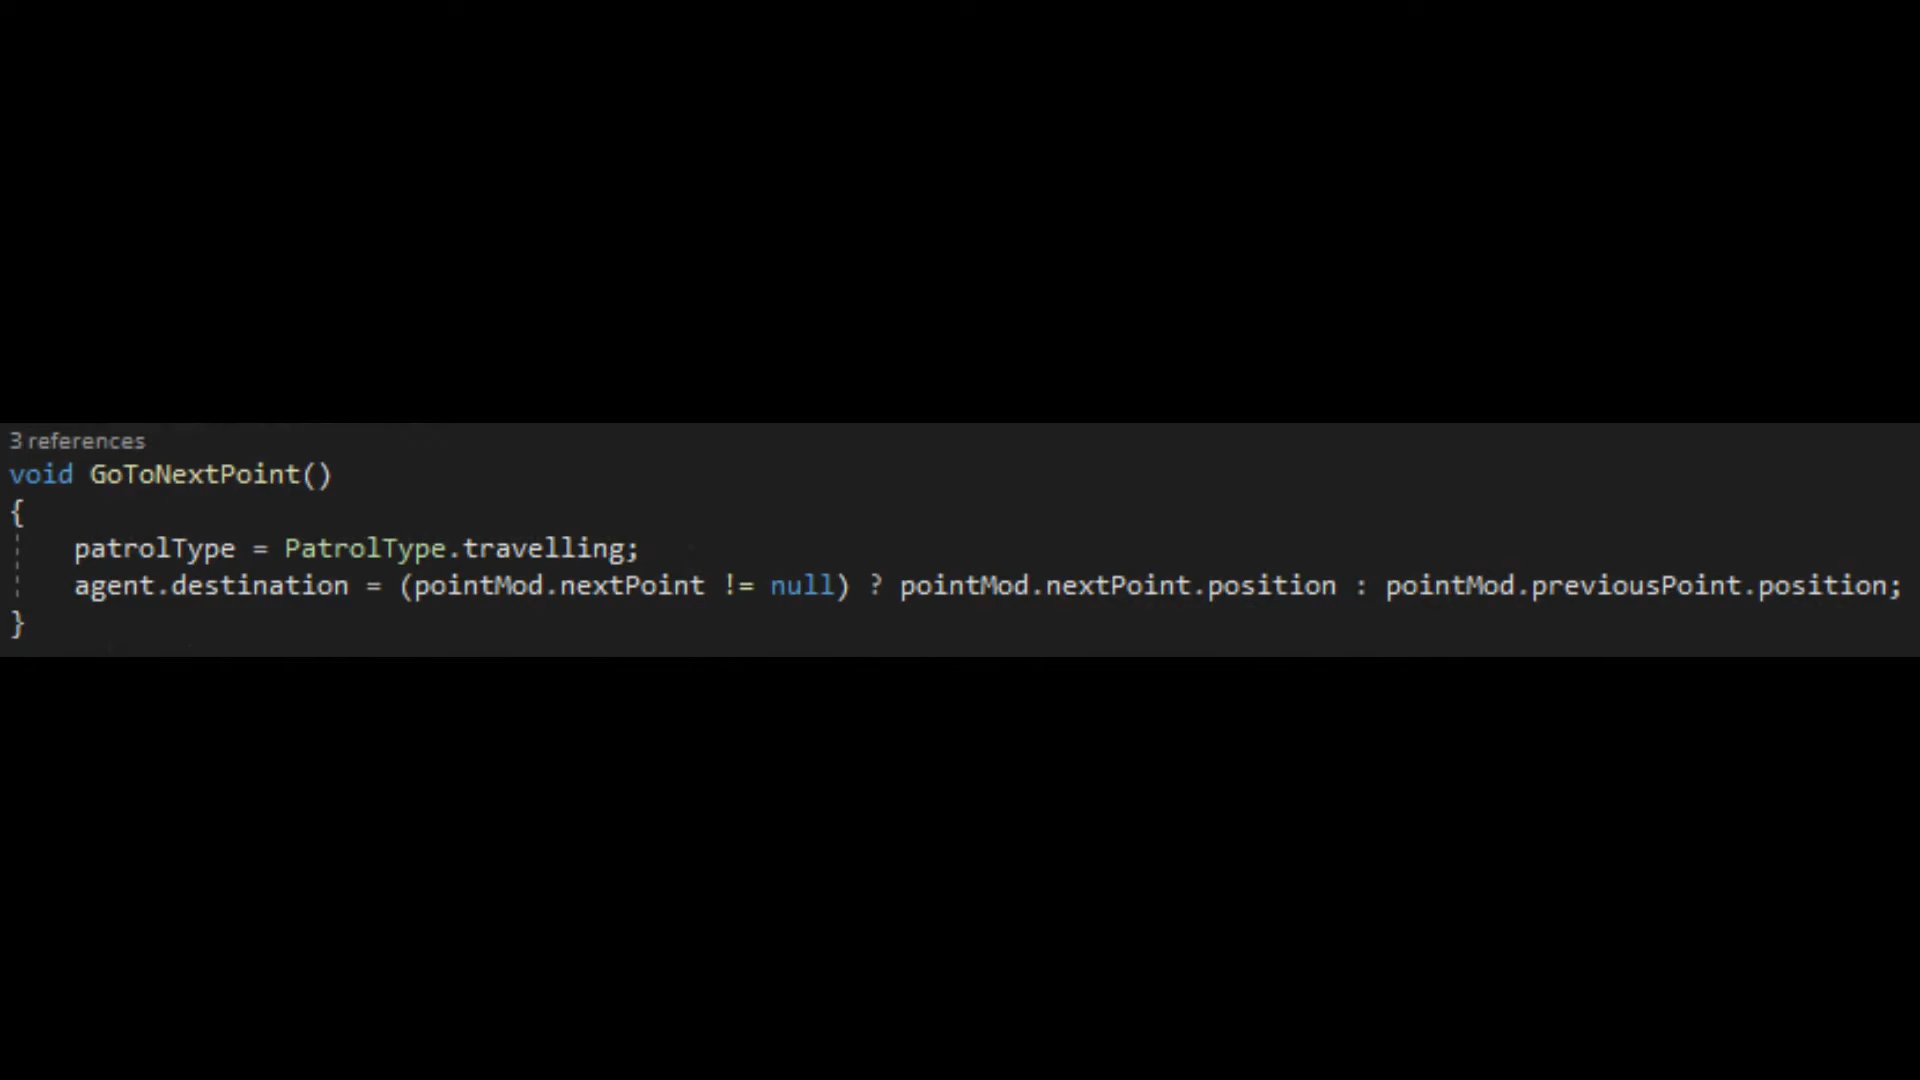 3 references
void GoToNextPoint()
{
patrolType = PatrolType.travelling;
agent.destination = (pointMod.nextPoint != null) ? pointMod.nextPoint.position : pointMod.previousPoint.position;
}